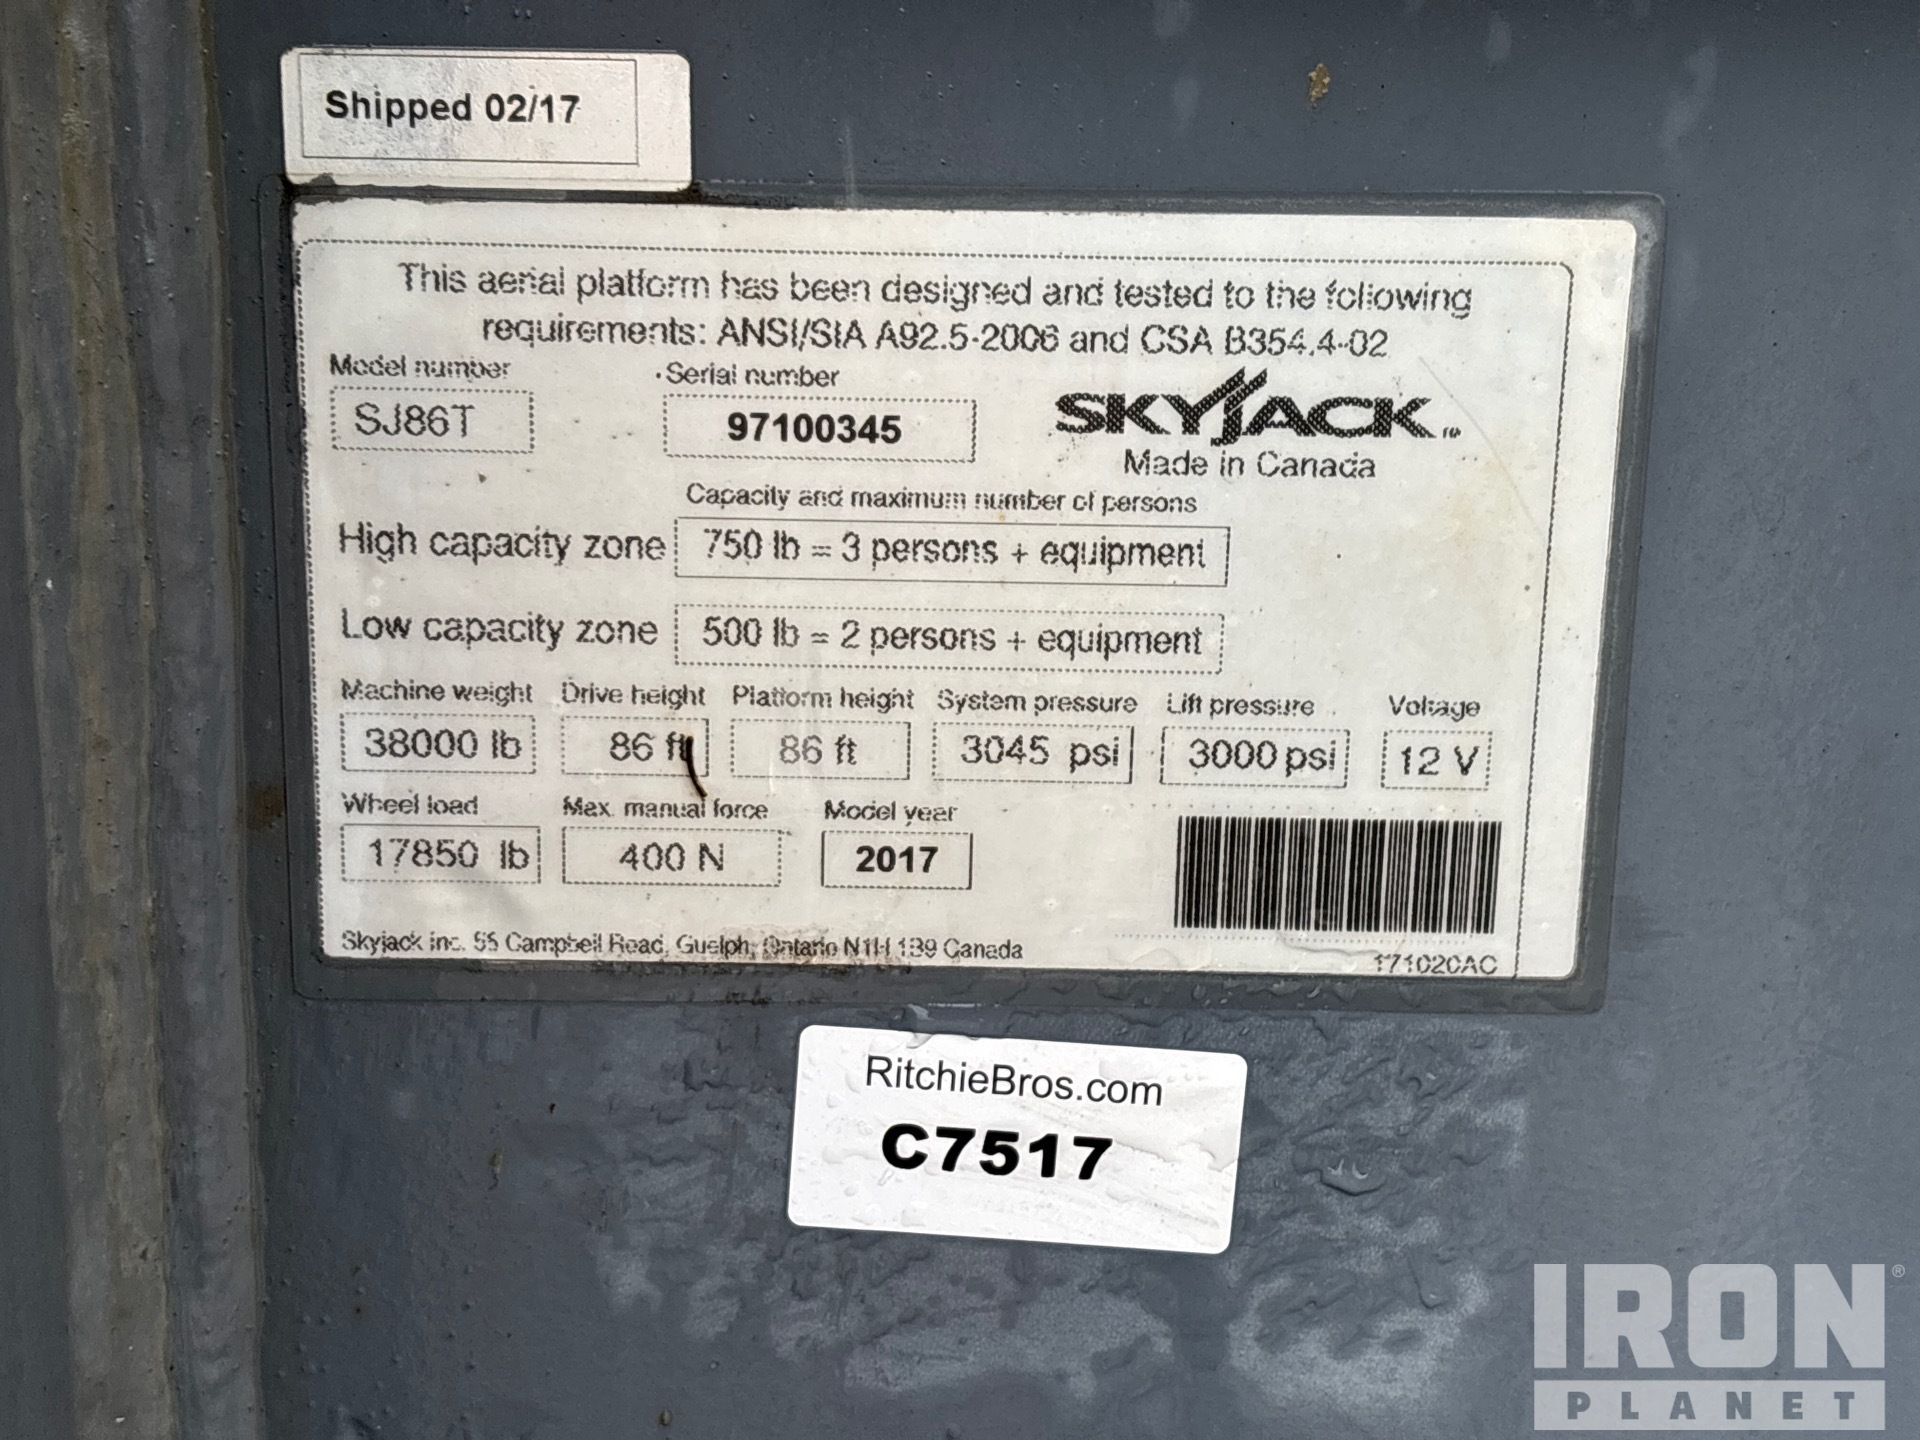 Shipped 02/17
This aerial platform has been designed and tested to the following
requirements: ANSI/SIA A92.5-2006 and CSA B354.4-02
Model number
SJ86T
Serial number
97100345
SKYJACK TM
Made in Canada
Capacity and maximum number of persons
High capacity zone 750 lb = 3 persons + equipment
Low capacity zone 500 lb = 2 persons + equipment
Machine weight Drive height Platform height System pressure Lift pressure Voltage
38000 lb 86 ft 86 ft 3045 psi 3000 psi 12 V
Wheel load Max. manual force Model year
17850 lb 400 N 2017
Skyjack Inc. 55 Campbell Road, Guelph, Ontario N1H 1B9 Canada
171020AC
RitchieBros.com
C7517
IRON ®
PLANET